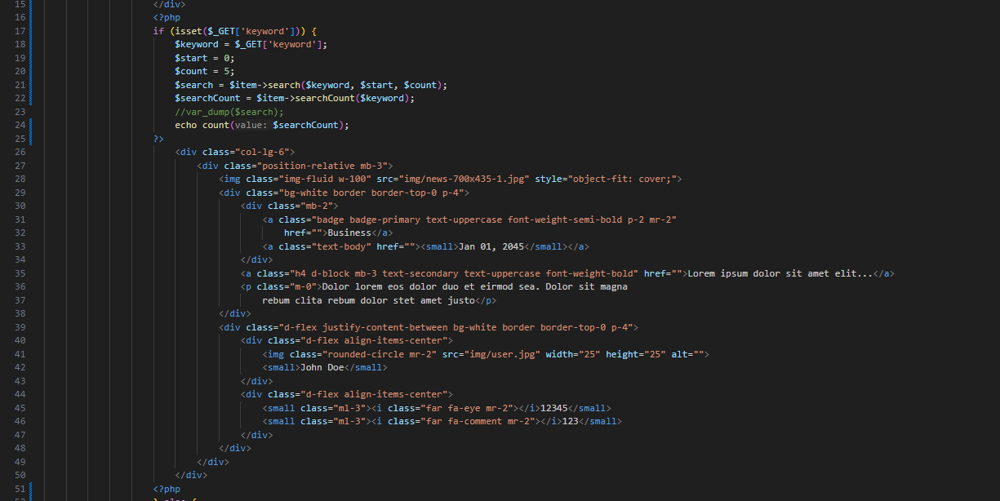 15 </div>
16 <?php
17 if (isset($_GET['keyword'])) {
18 $keyword = $_GET['keyword'];
19 $start = 0;
20 $count = 5;
21 $search = $item->search($keyword, $start, $count);
22 $searchCount = $item->searchCount($keyword);
23 //var_dump($search);
24 echo count(value: $searchCount);
25 ?>
26 <div class="col-lg-6">
27 <div class="position-relative mb-3">
28 <img class="img-fluid w-100" src="img/news-700x435-1.jpg" style="object-fit: cover;">
29 <div class="bg-white border border-top-0 p-4">
30 <div class="mb-2">
31 <a class="badge badge-primary text-uppercase font-weight-semi-bold p-2 mr-2"
32 href="">Business</a>
33 <a class="text-body" href=""><small>Jan 01, 2045</small></a>
34 </div>
35 <a class="h4 d-block mb-3 text-secondary text-uppercase font-weight-bold" href="">Lorem ipsum dolor sit amet elit...</a>
36 <p class="m-0">Dolor lorem eos dolor duo et eirmod sea. Dolor sit magna
37 rebum clita rebum dolor stet amet justo</p>
38 </div>
39 <div class="d-flex justify-content-between bg-white border border-top-0 p-4">
40 <div class="d-flex align-items-center">
41 <img class="rounded-circle mr-2" src="img/user.jpg" width="25" height="25" alt="">
42 <small>John Doe</small>
43 </div>
44 <div class="d-flex align-items-center">
45 <small class="ml-3"><i class="far fa-eye mr-2"></i>12345</small>
46 <small class="ml-3"><i class="far fa-comment mr-2"></i>123</small>
47 </div>
48 </div>
49 </div>
50 </div>
51 <?php